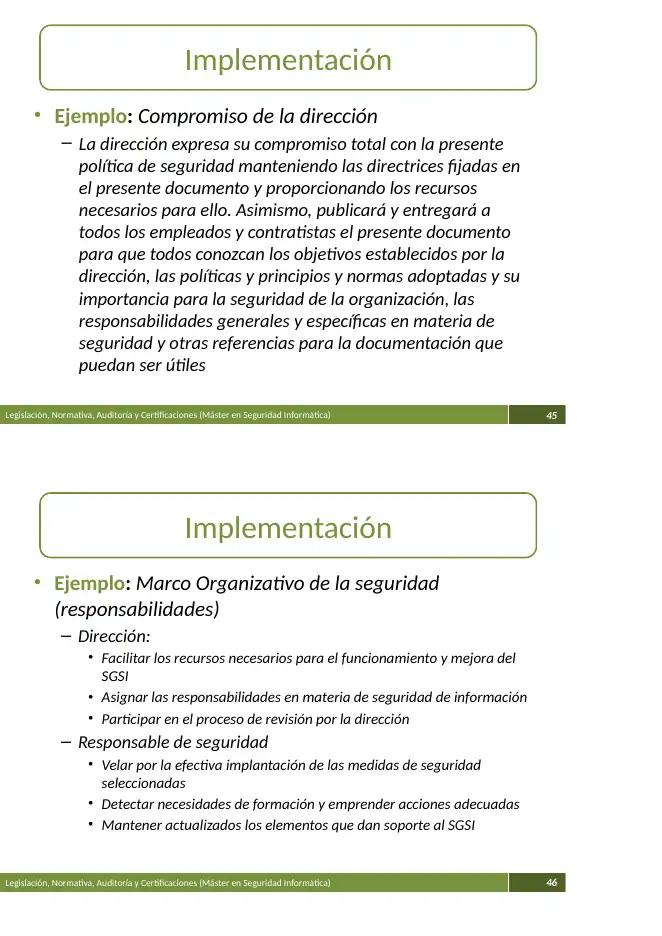 Implementación
• Ejemplo: Compromiso de la dirección
– La dirección expresa su compromiso total con la presente
política de seguridad manteniendo las directrices fijadas en
el presente documento y proporcionando los recursos
necesarios para ello. Asimismo, publicará y entregará a
todos los empleados y contratistas el presente documento
para que todos conozcan los objetivos establecidos por la
dirección, las políticas y principios y normas adoptadas y su
importancia para la seguridad de la organización, las
responsabilidades generales y específicas en materia de
seguridad y otras referencias para la documentación que
puedan ser útiles
Legislación, Normativa, Auditoría y Certificaciones (Máster en Seguridad Informática) 45
Implementación
• Ejemplo: Marco Organizativo de la seguridad
(responsabilidades)
– Dirección:
• Facilitar los recursos necesarios para el funcionamiento y mejora del
SGSI
• Asignar las responsabilidades en materia de seguridad de información
• Participar en el proceso de revisión por la dirección
– Responsable de seguridad
• Velar por la efectiva implantación de las medidas de seguridad
seleccionadas
• Detectar necesidades de formación y emprender acciones adecuadas
• Mantener actualizados los elementos que dan soporte al SGSI
Legislación, Normativa, Auditoría y Certificaciones (Máster en Seguridad Informática) 46